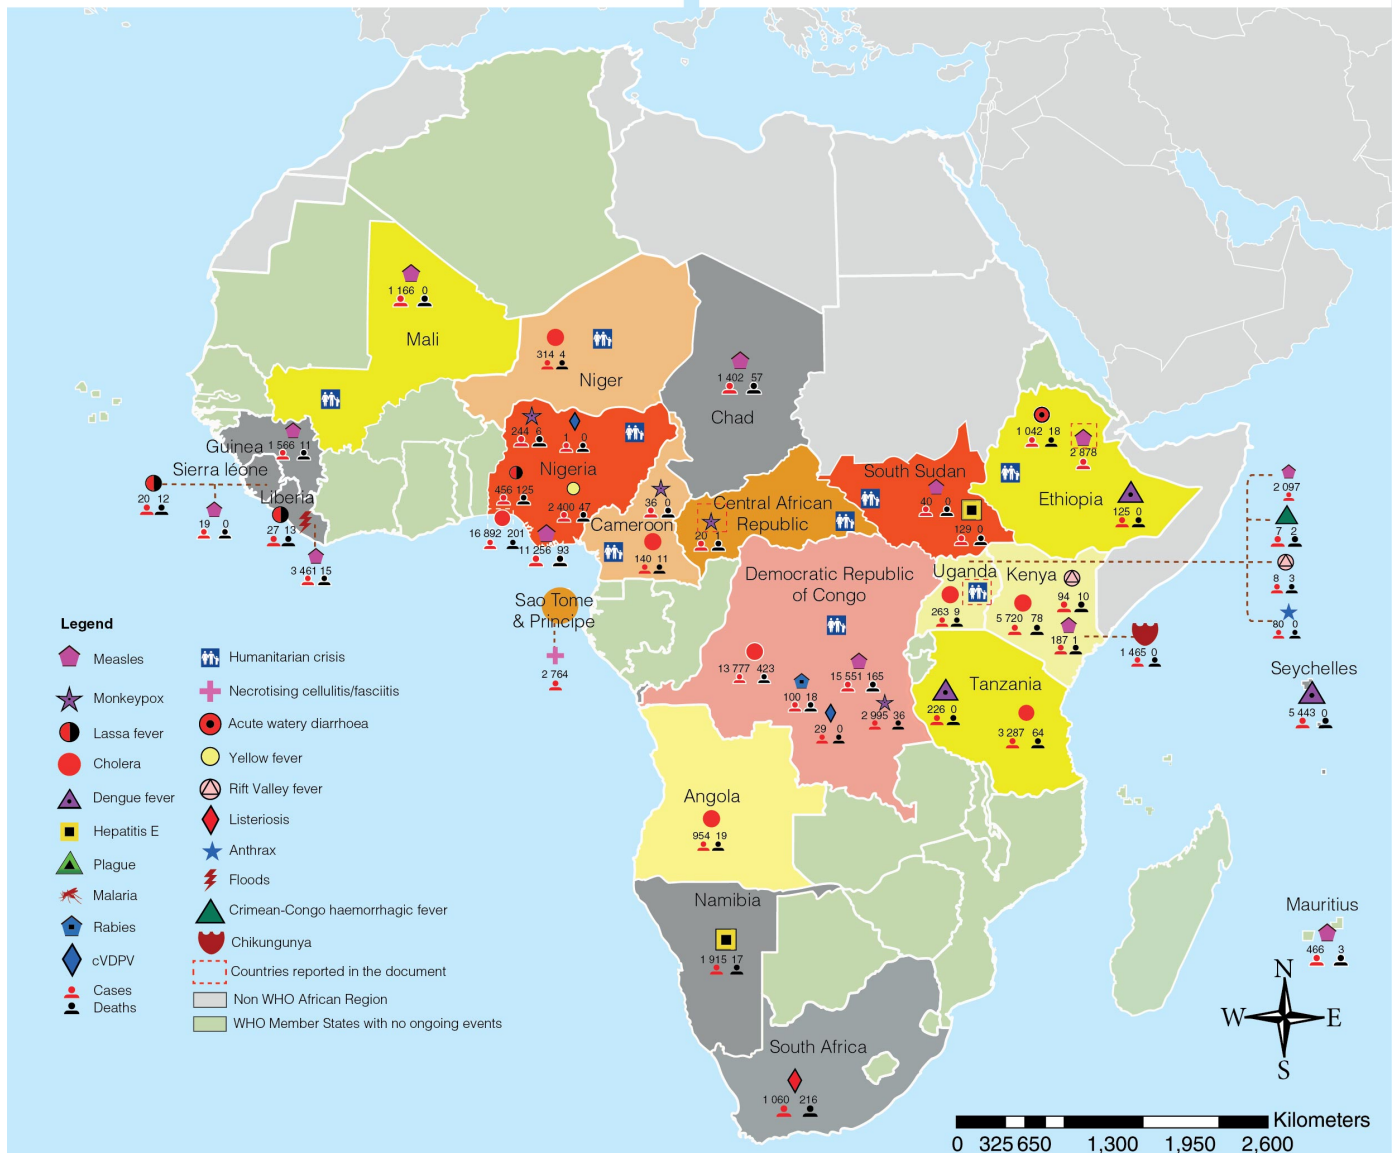 1 166 0
Mali
314 4
Niger
1 402 57
Chad
Guinea
1 566 11
Sierra léone
Liberia
20 12
19 0
27 13
3 461 15
244 6
1 0
Nigeria
456 125
2 400 47
16 892 201
11 256 93
36 0
Cameroon
140 11
Central African
Republic
20 1
South Sudan
40 0
129 0
1 042 18
2 878
Ethiopia
125 0
2 097
7 2
8 3
80 0
Democratic Republic
of Congo
13 777 423
15 551 165
100 18
2 995 36
29 0
Uganda
263 9
Kenya
94 10
5 720 78
187 1
1 465 0
Sao Tome
& Principe
2 764
Tanzania
226 0
3 287 64
Seychelles
5 443 0
Angola
954 19
Namibia
1 915 17
South Africa
1 060 216
Mauritius
466 3
Legend
Measles
Monkeypox
Lassa fever
Cholera
Dengue fever
Hepatitis E
Plague
Malaria
Rabies
cVDPV
Cases
Deaths
Humanitarian crisis
Necrotising cellulitis/fasciitis
Acute watery diarrhoea
Yellow fever
Rift Valley fever
Listeriosis
Anthrax
Floods
Crimean-Congo haemorrhagic fever
Chikungunya
Countries reported in the document
Non WHO African Region
WHO Member States with no ongoing events
N
W E
S
Kilometers
0 325 650 1,300 1,950 2,600